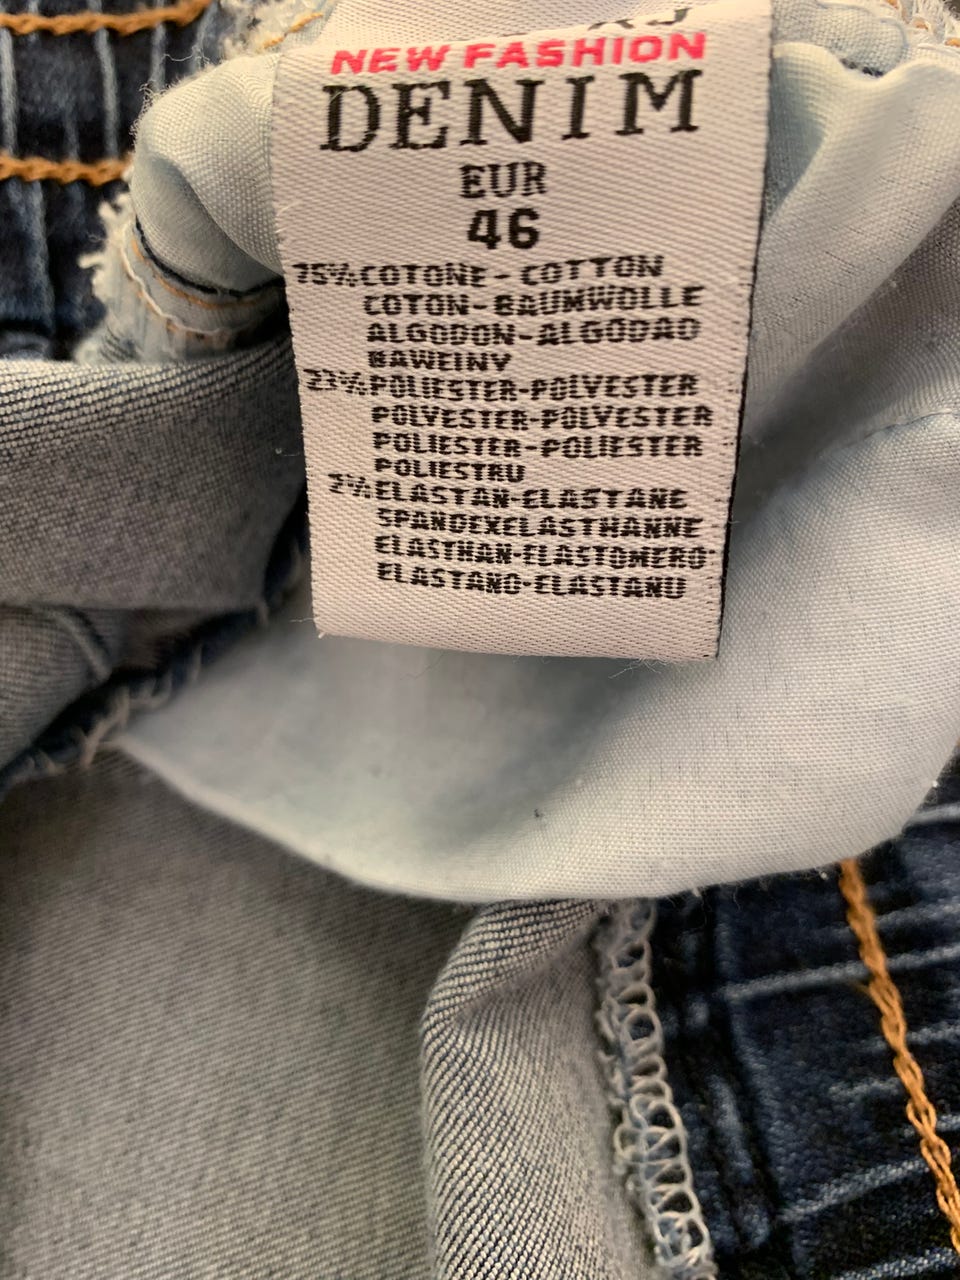 NEW FASHION
DENIM
EUR
46
75% COTONE - COTTON
COTON-BAUMWOLLE
ALGODON-ALGODAO
BAWEINY
23% POLIESTER-POLYESTER
POLYESTER-POLYESTER
POLIESTER-POLIESTER
POLIESTRU
2% ELASTAN-ELASTANE
SPANDEXELASTHANNE
ELASTHAN-ELASTOMERO-
ELASTANO-ELASTANU